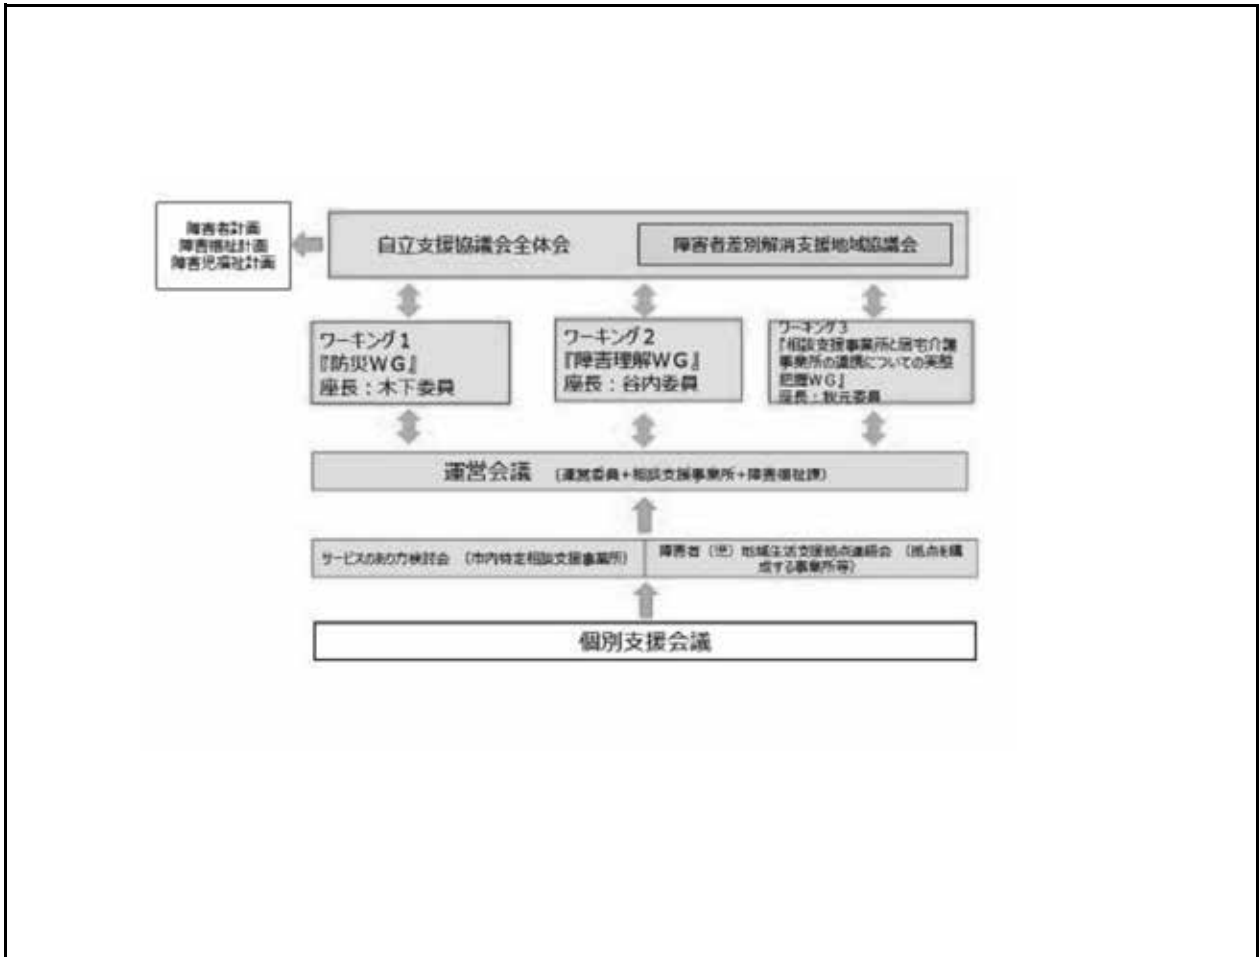 障害者計画
障害福祉計画
障害児福祉計画
自立支援協議会全体会
障害者差別解消支援地域協議会
ワーキング1
『防災WG』
座長：木下委員
ワーキング2
『障害理解WG』
座長：谷内委員
ワーキング3
『相談支援事業所と居宅介護
事業所の連携についての実態
把握WG』
座長：秋元委員
運営会議 （運営委員+相談支援事業所+障害福祉課）
サービスのあり方検討会 （市内特定相談支援事業所）
障害者（児）地域生活支援拠点連絡会 （拠点を構
成する事業所等）
個別支援会議